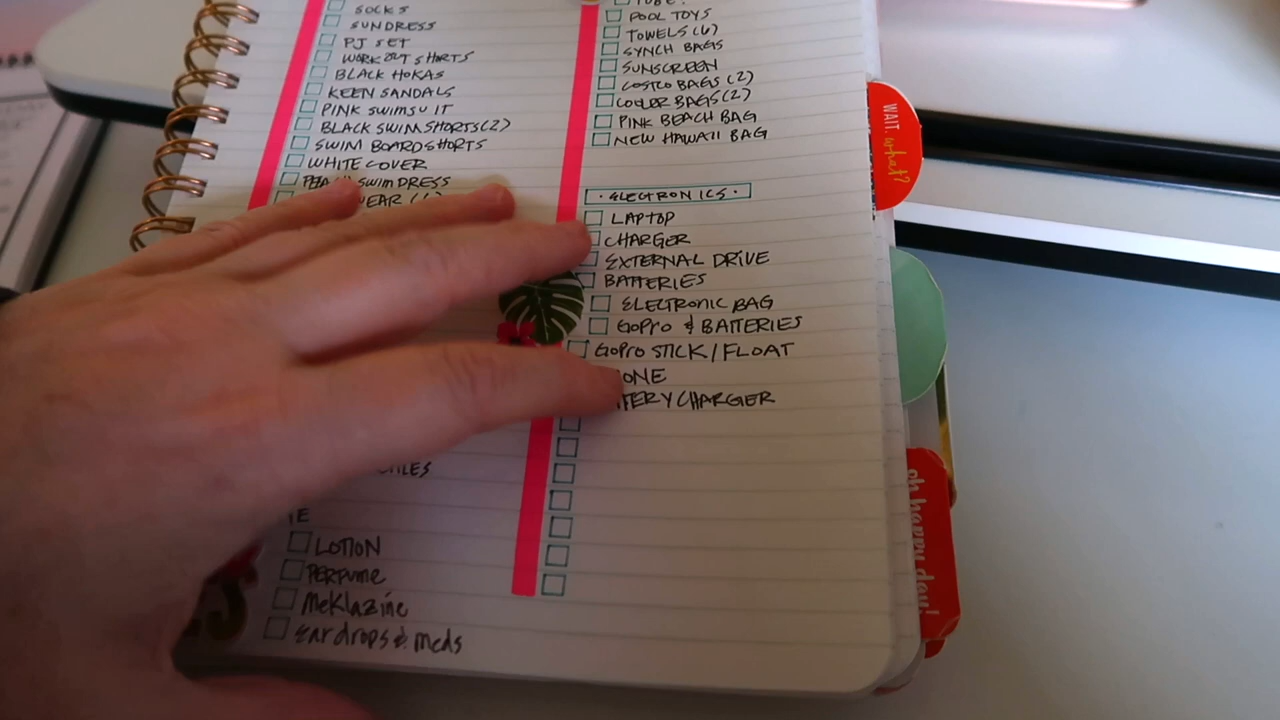 SOCKS
SUNDRESS
PJ SET
WORKOUT SHORTS
BLACK HOKAS
KEEN SANDALS
PINK SWIMSUIT
BLACK SWIM SHORTS (2)
SWIM BOARDSHORTS
WHITE COVER
SWIM DRESS
LOTION
PERFUME
MeKlazine
Ear drops & meds
POOL TOYS
TOWELS (6)
SYNCH BAGS
SUNSCREEN
COSTCO BAGS (2)
COOLER BAGS (2)
PINK BEACH BAG
NEW HAWAII BAG
· ELECTRONICS ·
LAPTOP
CHARGER
EXTERNAL DRIVE
BATTERIES
ELECTRONIC BAG
GOPRO & BATTERIES
GOPRO STICK / FLOAT
CHARGER
WAIT. what?
oh happy day!